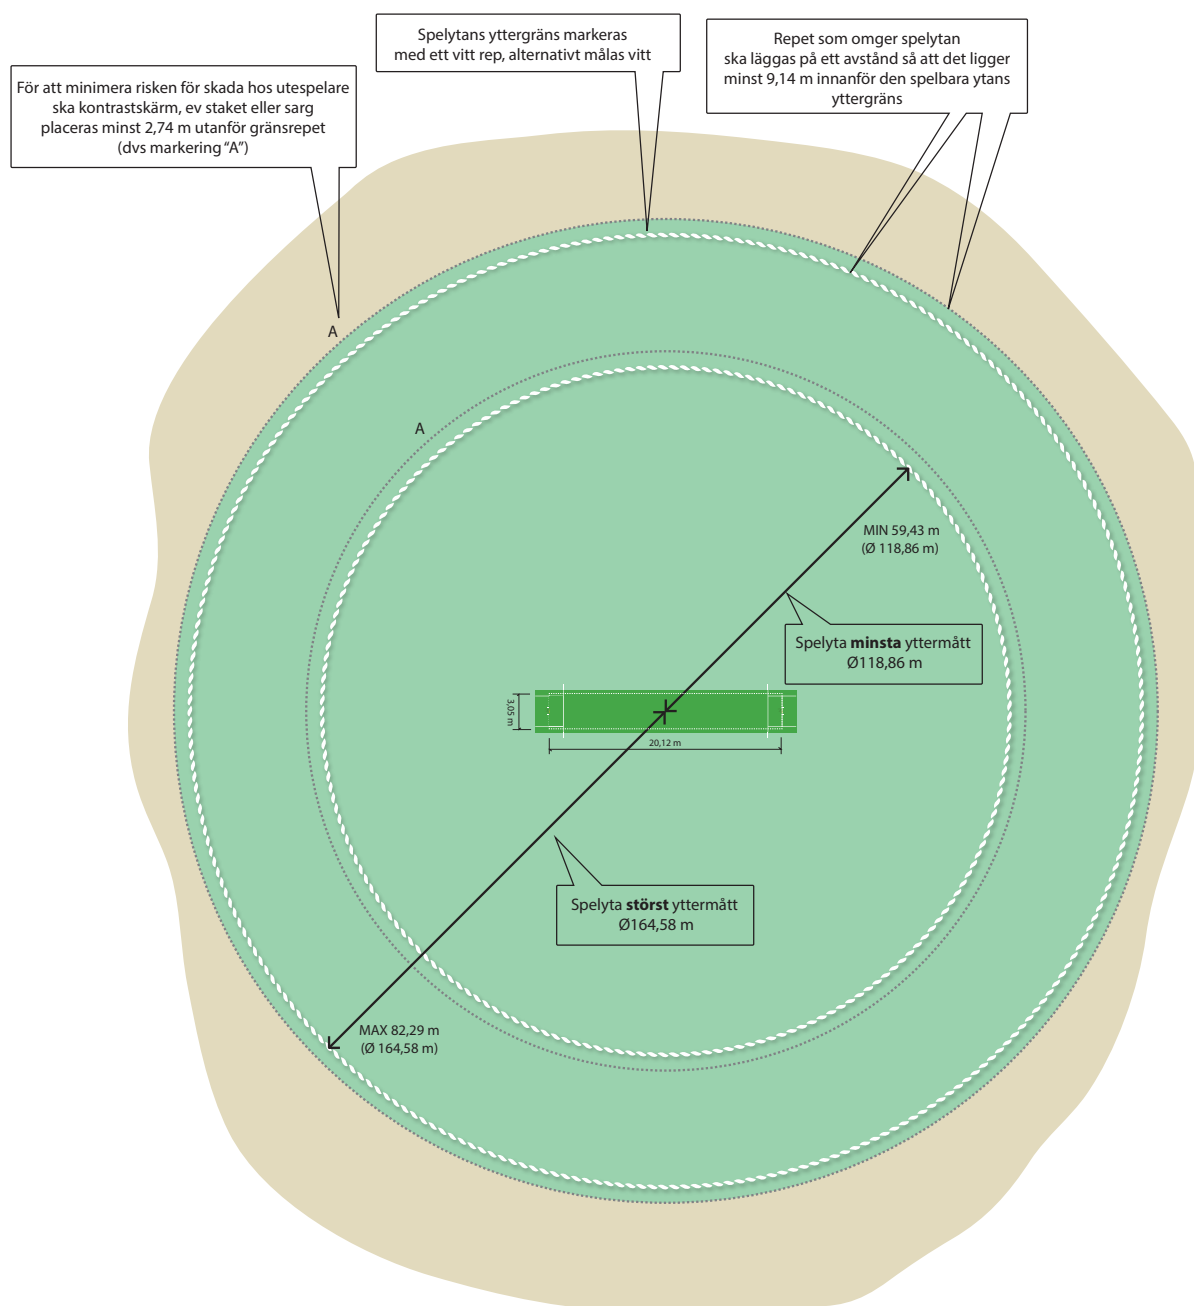 Spelytans yttergräns markeras
med ett vitt rep, alternativt målas vitt
Repet som omger spelytan
ska läggas på ett avstånd så att det ligger
minst 9,14 m innanför den spelbara ytans
yttergräns
För att minimera risken för skada hos utespelare
ska kontrastskärm, ev staket eller sarg
placeras minst 2,74 m utanför gränsrepet
(dvs markering “A”)
A
A
MIN 59,43 m
(Ø 118,86 m)
Spelyta minsta yttermått
Ø118,86 m
3,05 m
20,12 m
Spelyta störst yttermått
Ø164,58 m
MAX 82,29 m
(Ø 164,58 m)